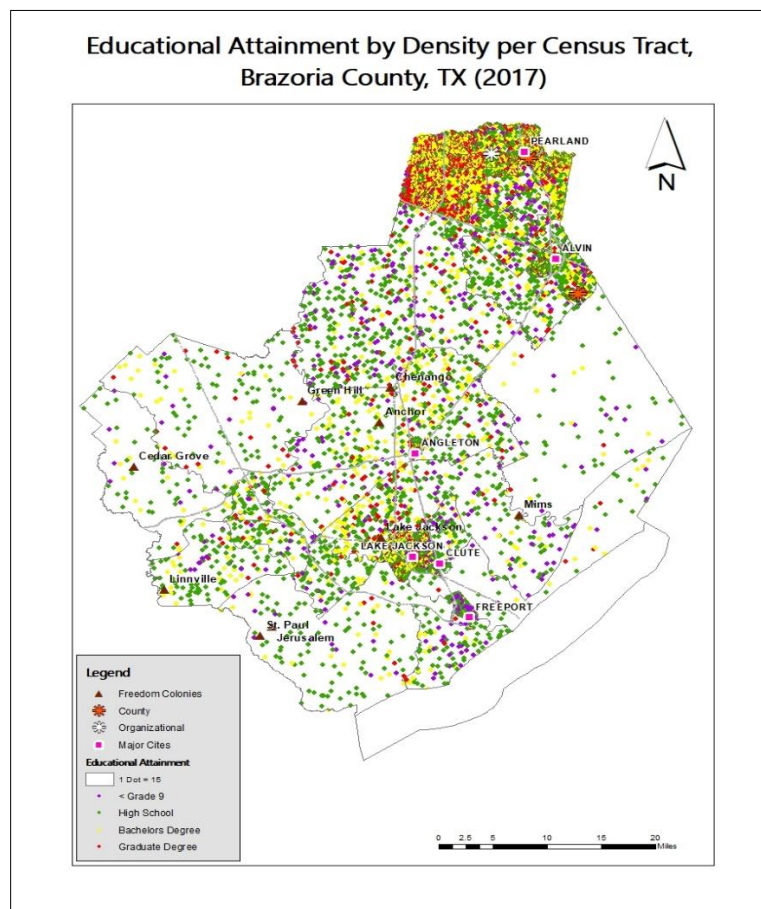 Educational Attainment by Density per Census Tract,
Brazoria County, TX (2017)
PEARLAND
N
ALVIN
Chenango
Green Hill
Anchor
ANGLETON
Cedar Grove
Mims
Lake Jackson
LAKE JACKSON
CLUTE
Linnville
FREEPORT
St. Paul
Jerusalem
Legend
Freedom Colonies
County
Organizational
Major Cites
Educational Attainment
1 Dot = 15
< Grade 9
High School
Bachelors Degree
Graduate Degree
0 2.5 5 10 15 20
Miles